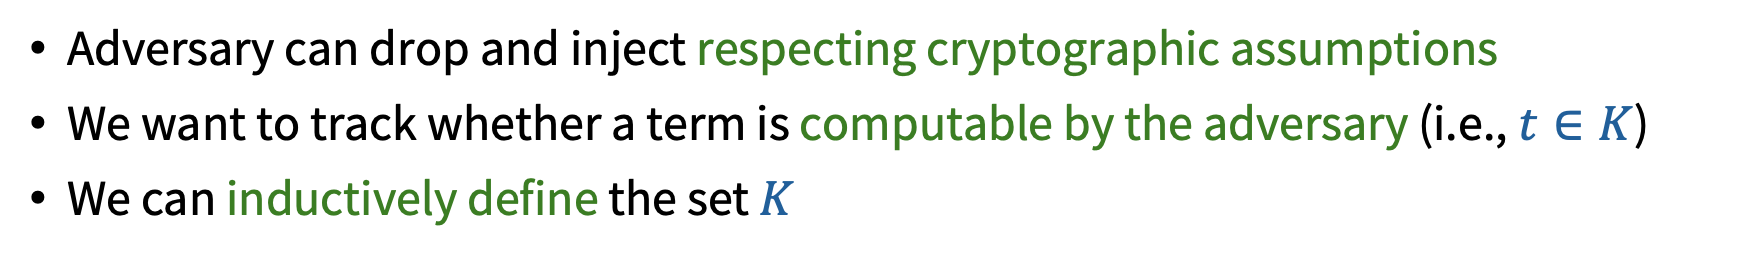 • Adversary can drop and inject respecting cryptographic assumptions
• We want to track whether a term is computable by the adversary (i.e., t ∈ K)
• We can inductively define the set K